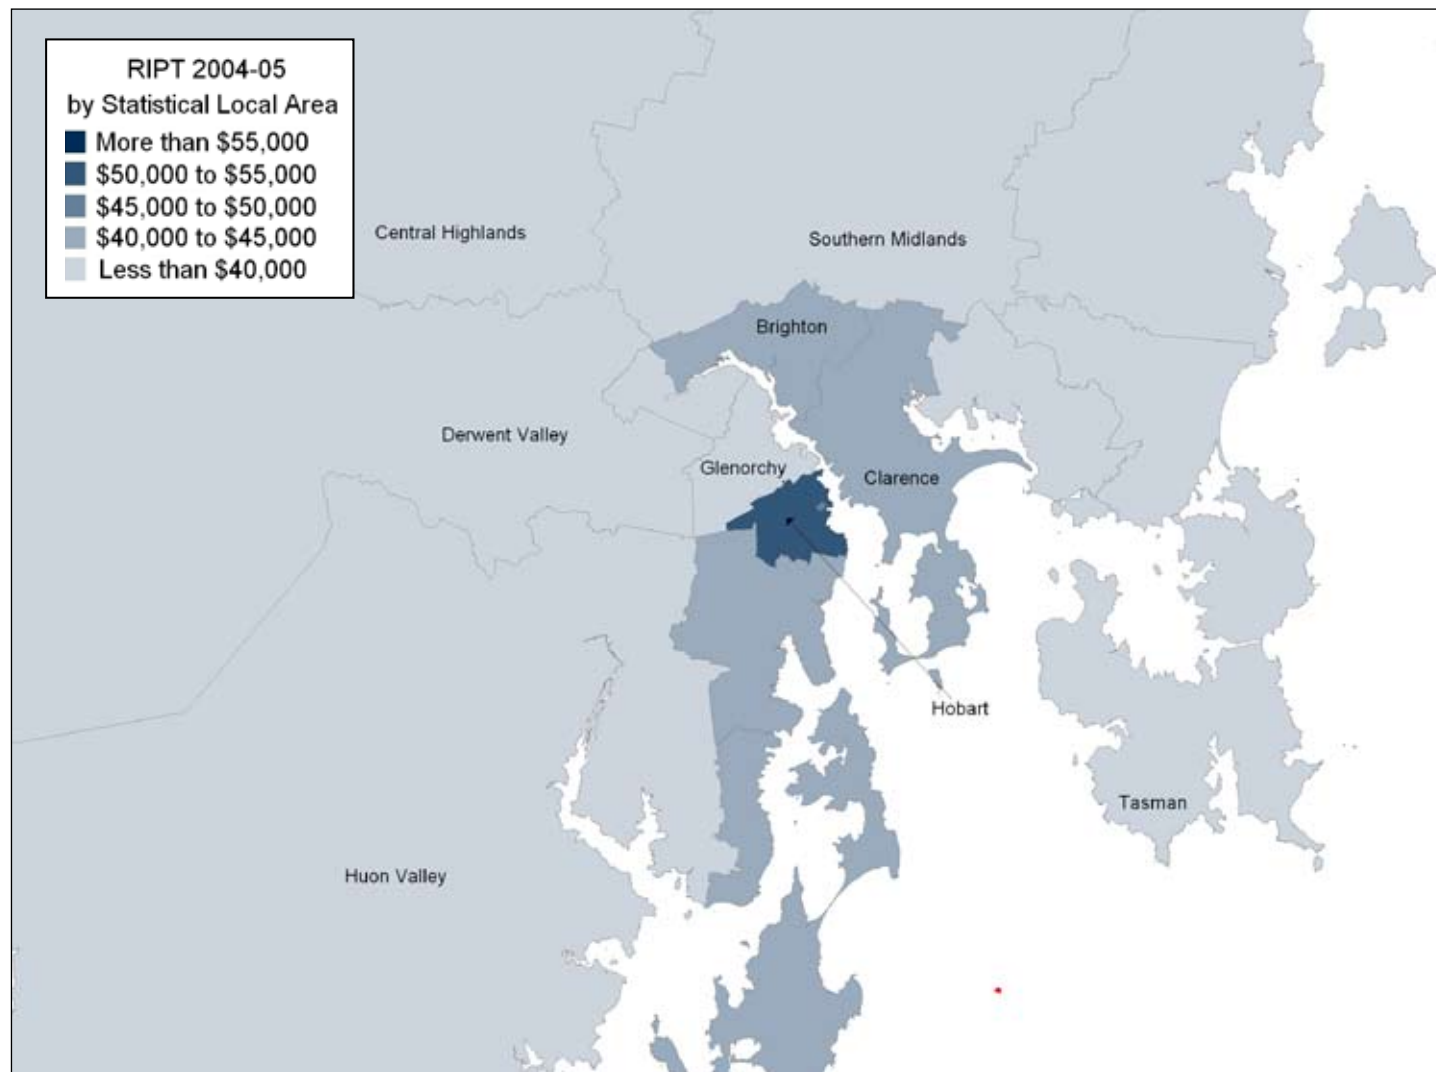 RIPT 2004-05
by Statistical Local Area
More than $55,000
$50,000 to $55,000
$45,000 to $50,000
$40,000 to $45,000
Less than $40,000
Central Highlands
Southern Midlands
Brighton
Derwent Valley
Glenorchy
Clarence
Hobart
Tasman
Huon Valley